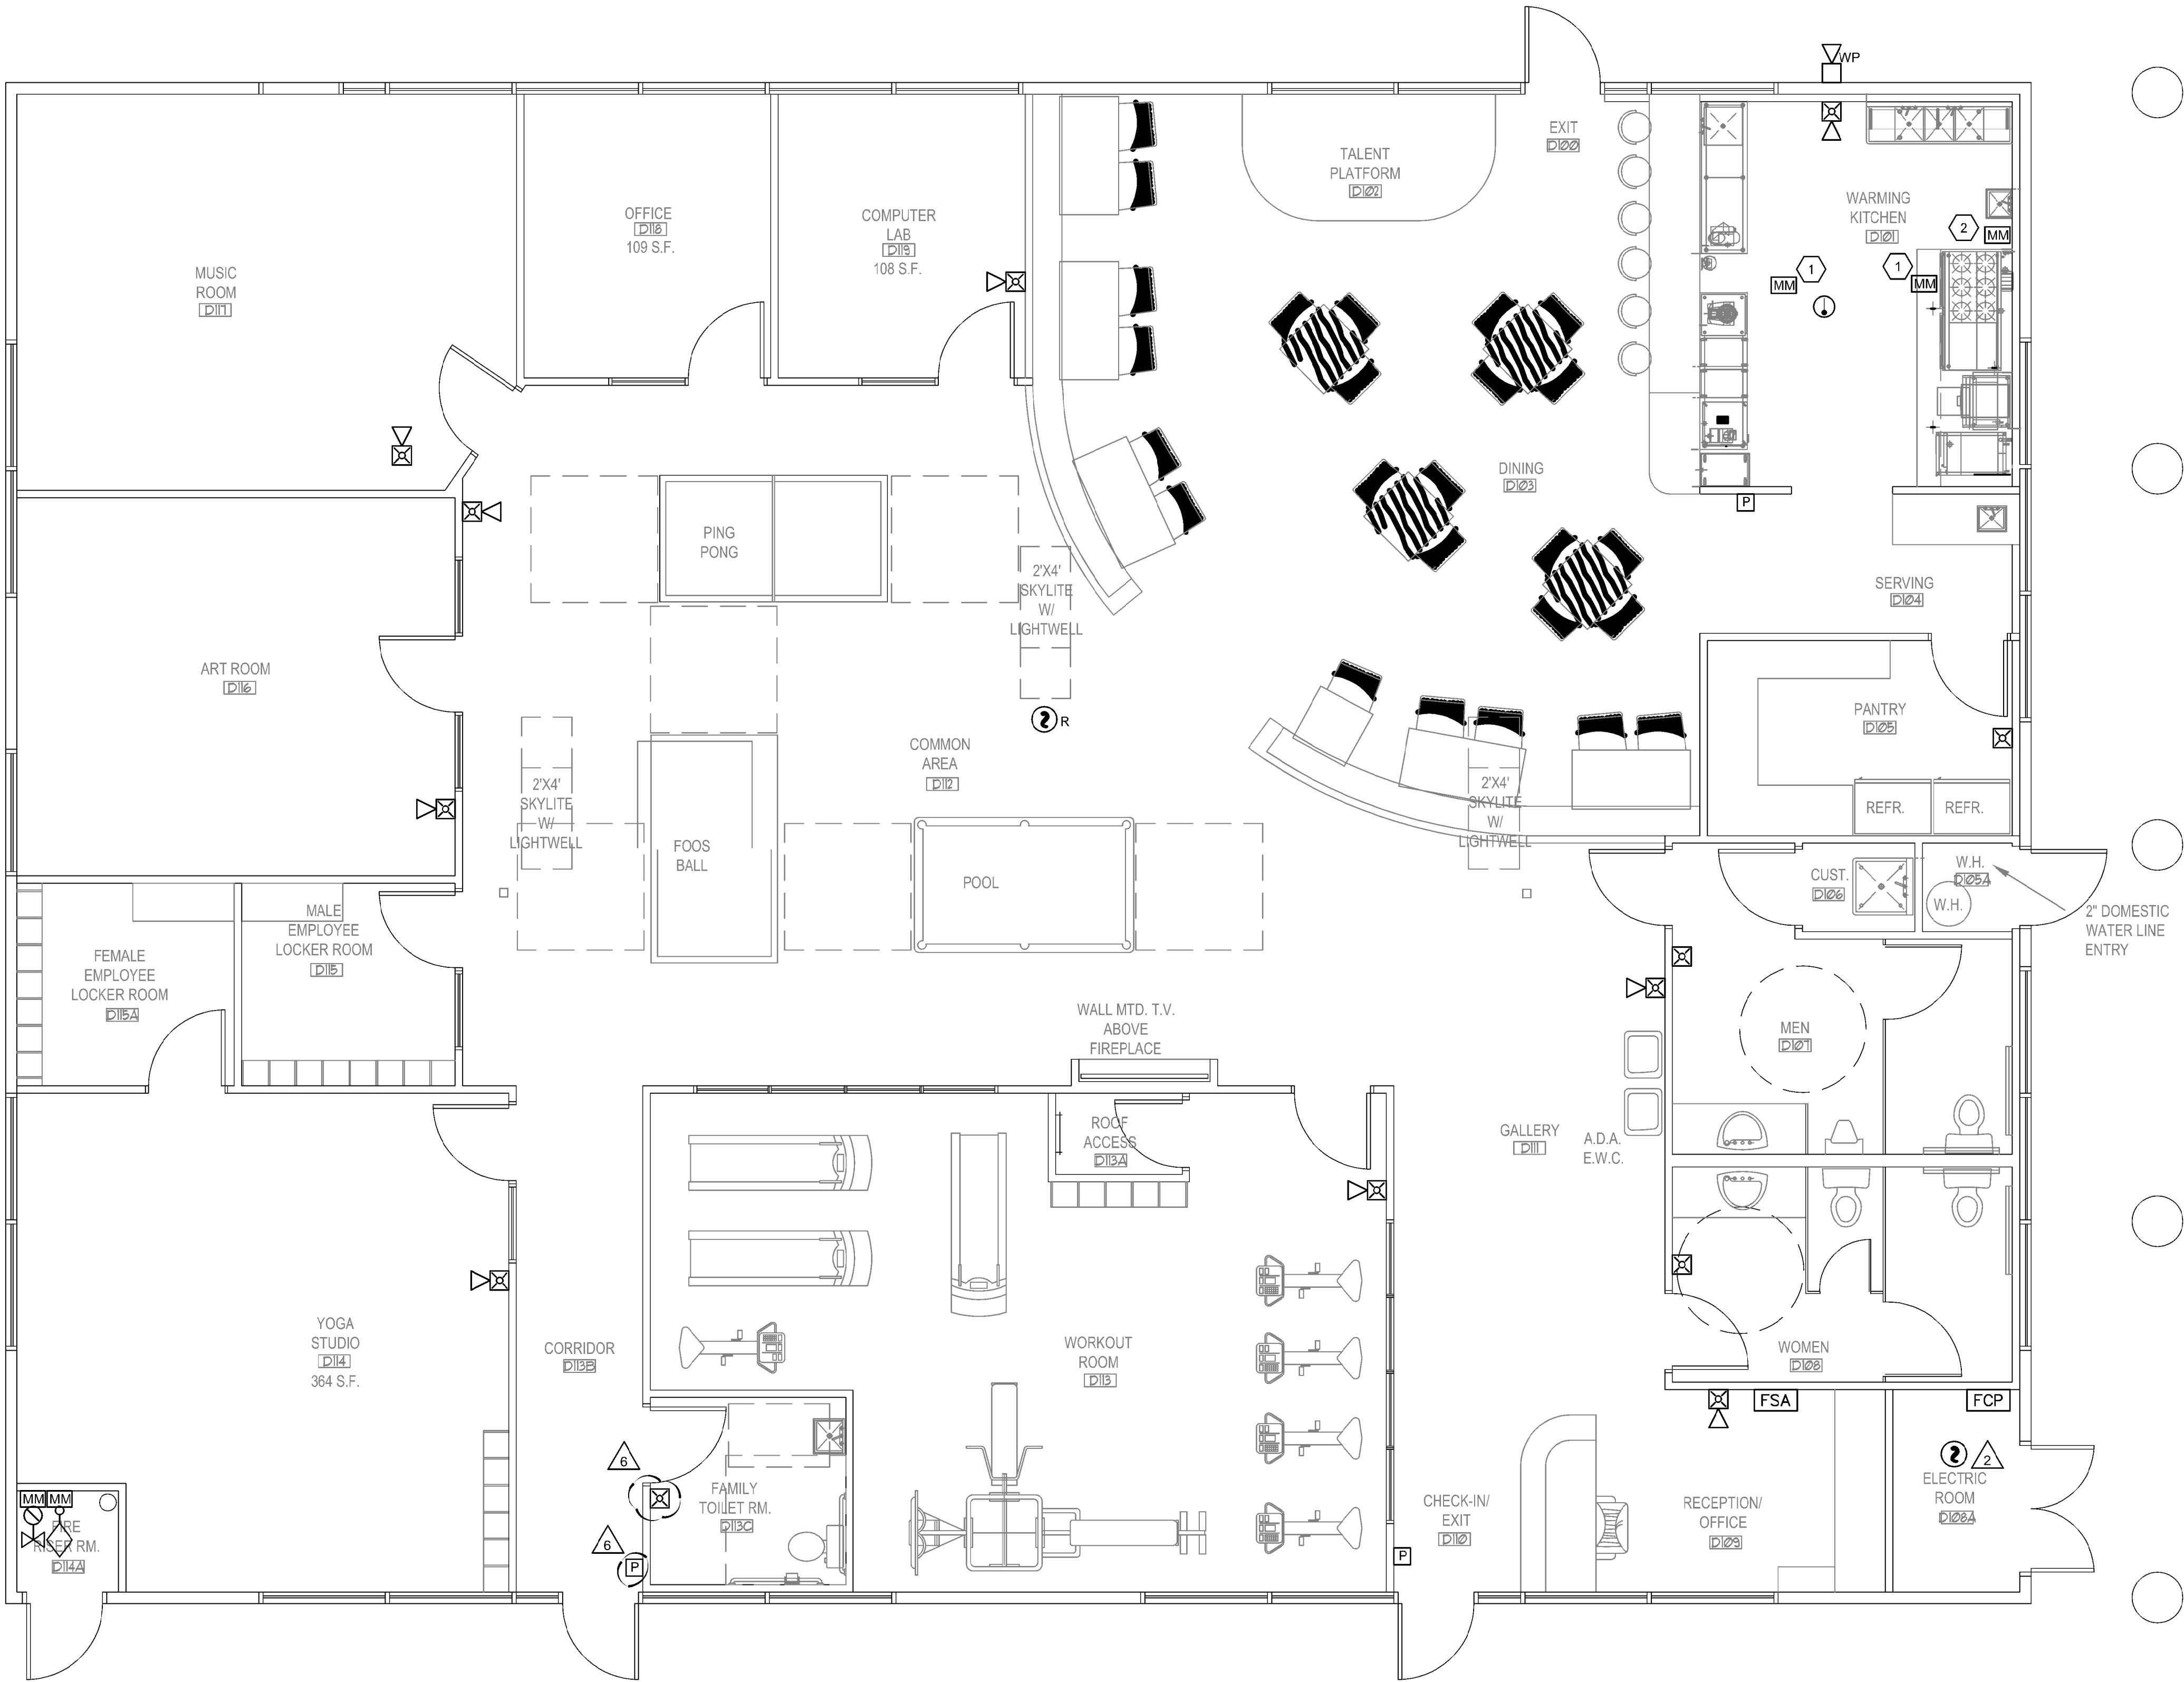 WP
EXIT
D100
TALENT
PLATFORM
D102
WARMING
KITCHEN
D101
2
MM
1
MM
1
MM
OFFICE
D118
109 S.F.
COMPUTER
LAB
D119
108 S.F.
MUSIC
ROOM
D117
DINING
D103
P
PING
PONG
2'X4'
SKYLITE
W/
LIGHTWELL
SERVING
D104
ART ROOM
D116
R
COMMON
AREA
D112
PANTRY
D105
REFR.
REFR.
2'X4'
SKYLITE
W/
LIGHTWELL
2'X4'
SKYLITE
W/
LIGHTWELL
FOOS
BALL
POOL
CUST.
D106
W.H.
D105A
W.H.
2" DOMESTIC
WATER LINE
ENTRY
MALE
EMPLOYEE
LOCKER ROOM
D115
FEMALE
EMPLOYEE
LOCKER ROOM
D115A
WALL MTD. T.V.
ABOVE
FIREPLACE
MEN
D107
ROOF
ACCESS
D113A
GALLERY
D111
A.D.A.
E.W.C.
YOGA
STUDIO
D114
364 S.F.
CORRIDOR
D113B
WORKOUT
ROOM
D113
WOMEN
D108
FSA
FCP
2
ELECTRIC
ROOM
D108A
6
FAMILY
TOILET RM.
D113C
6
P
MM
MM
FIRE
RISER RM.
D114A
CHECK-IN/
EXIT
D110
P
RECEPTION/
OFFICE
D109